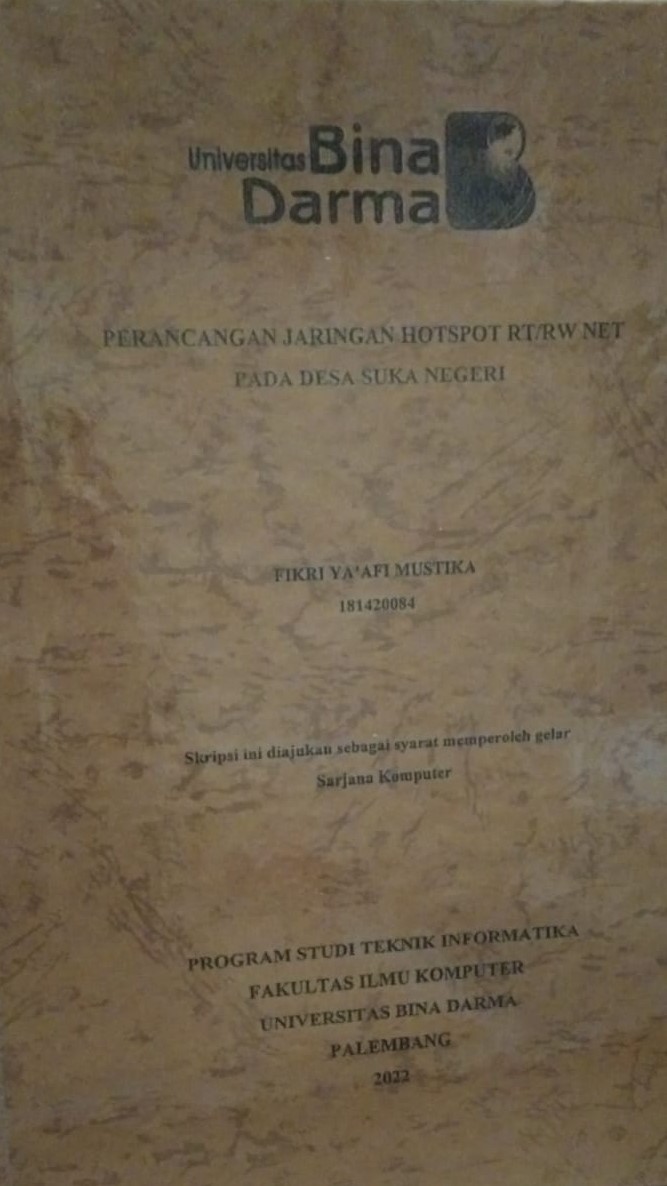 Universitas Bina
Darma
PERANCANGAN JARINGAN HOTSPOT RT/RW NET
PADA DESA SUKA NEGERI
FIKRI YA'AFI MUSTIKA
181420084
Skripsi ini diajukan sebagai syarat memperoleh gelar
Sarjana Komputer
PROGRAM STUDI TEKNIK INFORMATIKA
FAKULTAS ILMU KOMPUTER
UNIVERSITAS BINA DARMA
PALEMBANG
2022